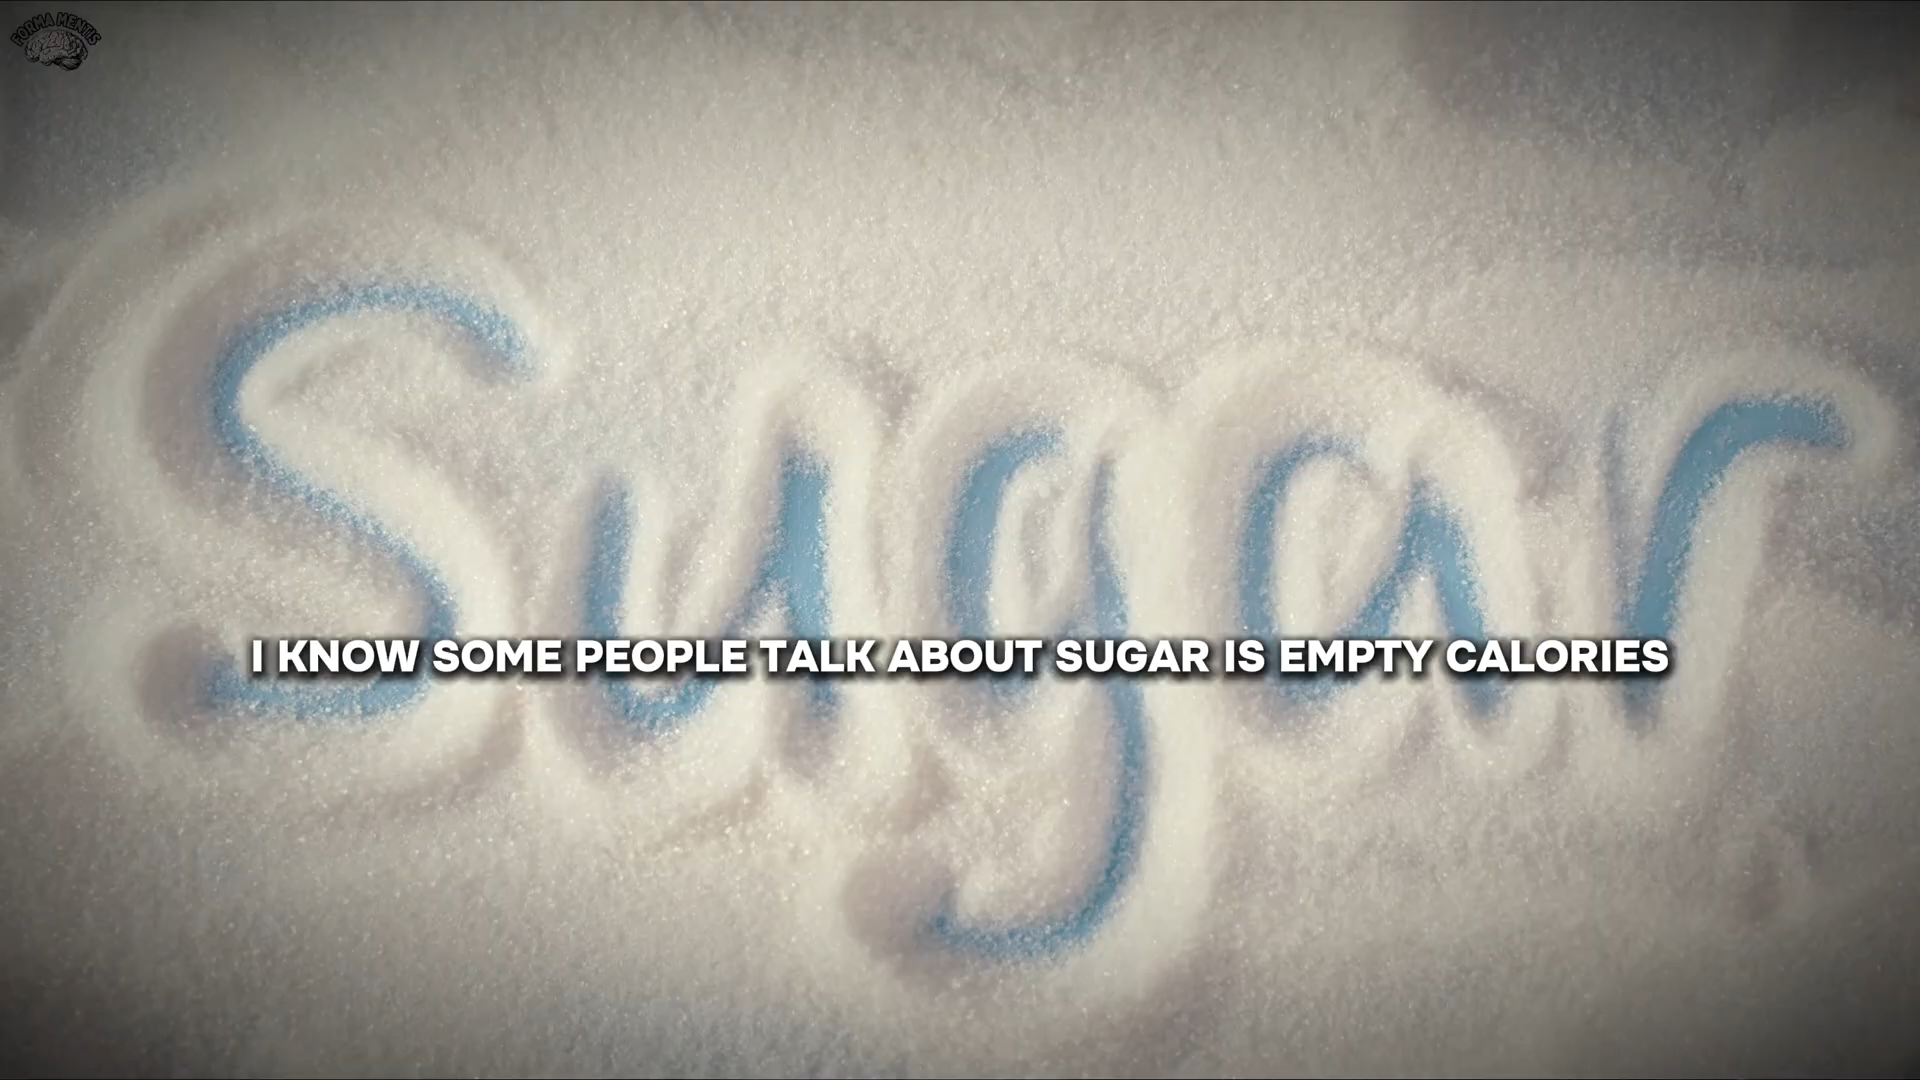 FORMA MENTIS
Sugar
I KNOW SOME PEOPLE TALK ABOUT SUGAR IS EMPTY CALORIES